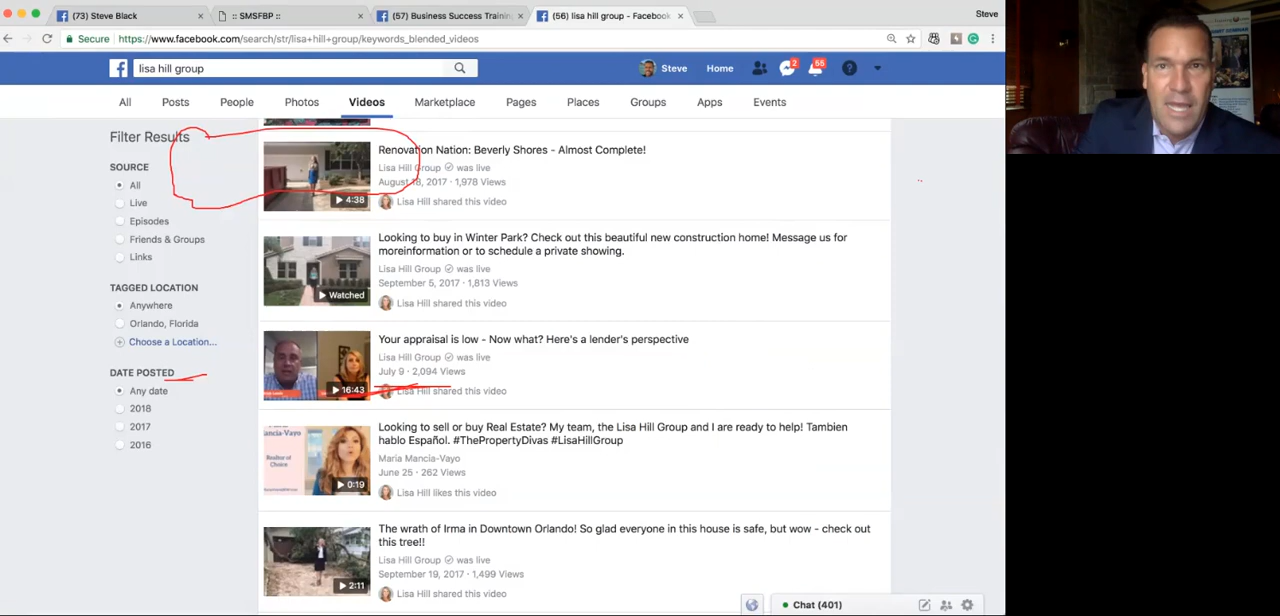 (73) Steve Black
:: SMSFBP ::
(57) Business Success Training
(56) lisa hill group - Facebook
Steve
Secure
https://www.facebook.com/search/str/lisa+hill+group/keywords_blended_videos
lisa hill group
Steve
Home
2
55
All
Posts
People
Photos
Videos
Marketplace
Pages
Places
Groups
Apps
Events
Filter Results
SOURCE
All
Live
Episodes
Friends & Groups
Links
TAGGED LOCATION
Anywhere
Orlando, Florida
Choose a Location...
DATE POSTED
Any date
2018
2017
2016
Renovation Nation: Beverly Shores - Almost Complete!
Lisa Hill Group was live
August 18, 2017 · 1,978 Views
4:38
Lisa Hill shared this video
Looking to buy in Winter Park? Check out this beautiful new construction home! Message us for
moreinformation or to schedule a private showing.
Lisa Hill Group was live
September 5, 2017 · 1,813 Views
Watched
Lisa Hill shared this video
Your appraisal is low - Now what? Here's a lender's perspective
Lisa Hill Group was live
July 9 · 2,094 Views
16:43
Lisa Hill shared this video
Looking to sell or buy Real Estate? My team, the Lisa Hill Group and I are ready to help! Tambien
hablo Español. #ThePropertyDivas #LisaHillGroup
Maria Mancia-Vayo
June 25 · 262 Views
Mancia-Vayo
Realtor of
Choice
0:19
Lisa Hill likes this video
The wrath of Irma in Downtown Orlando! So glad everyone in this house is safe, but wow - check out
this tree!!
Lisa Hill Group was live
September 19, 2017 · 1,499 Views
2:11
Lisa Hill shared this video
Chat (401)